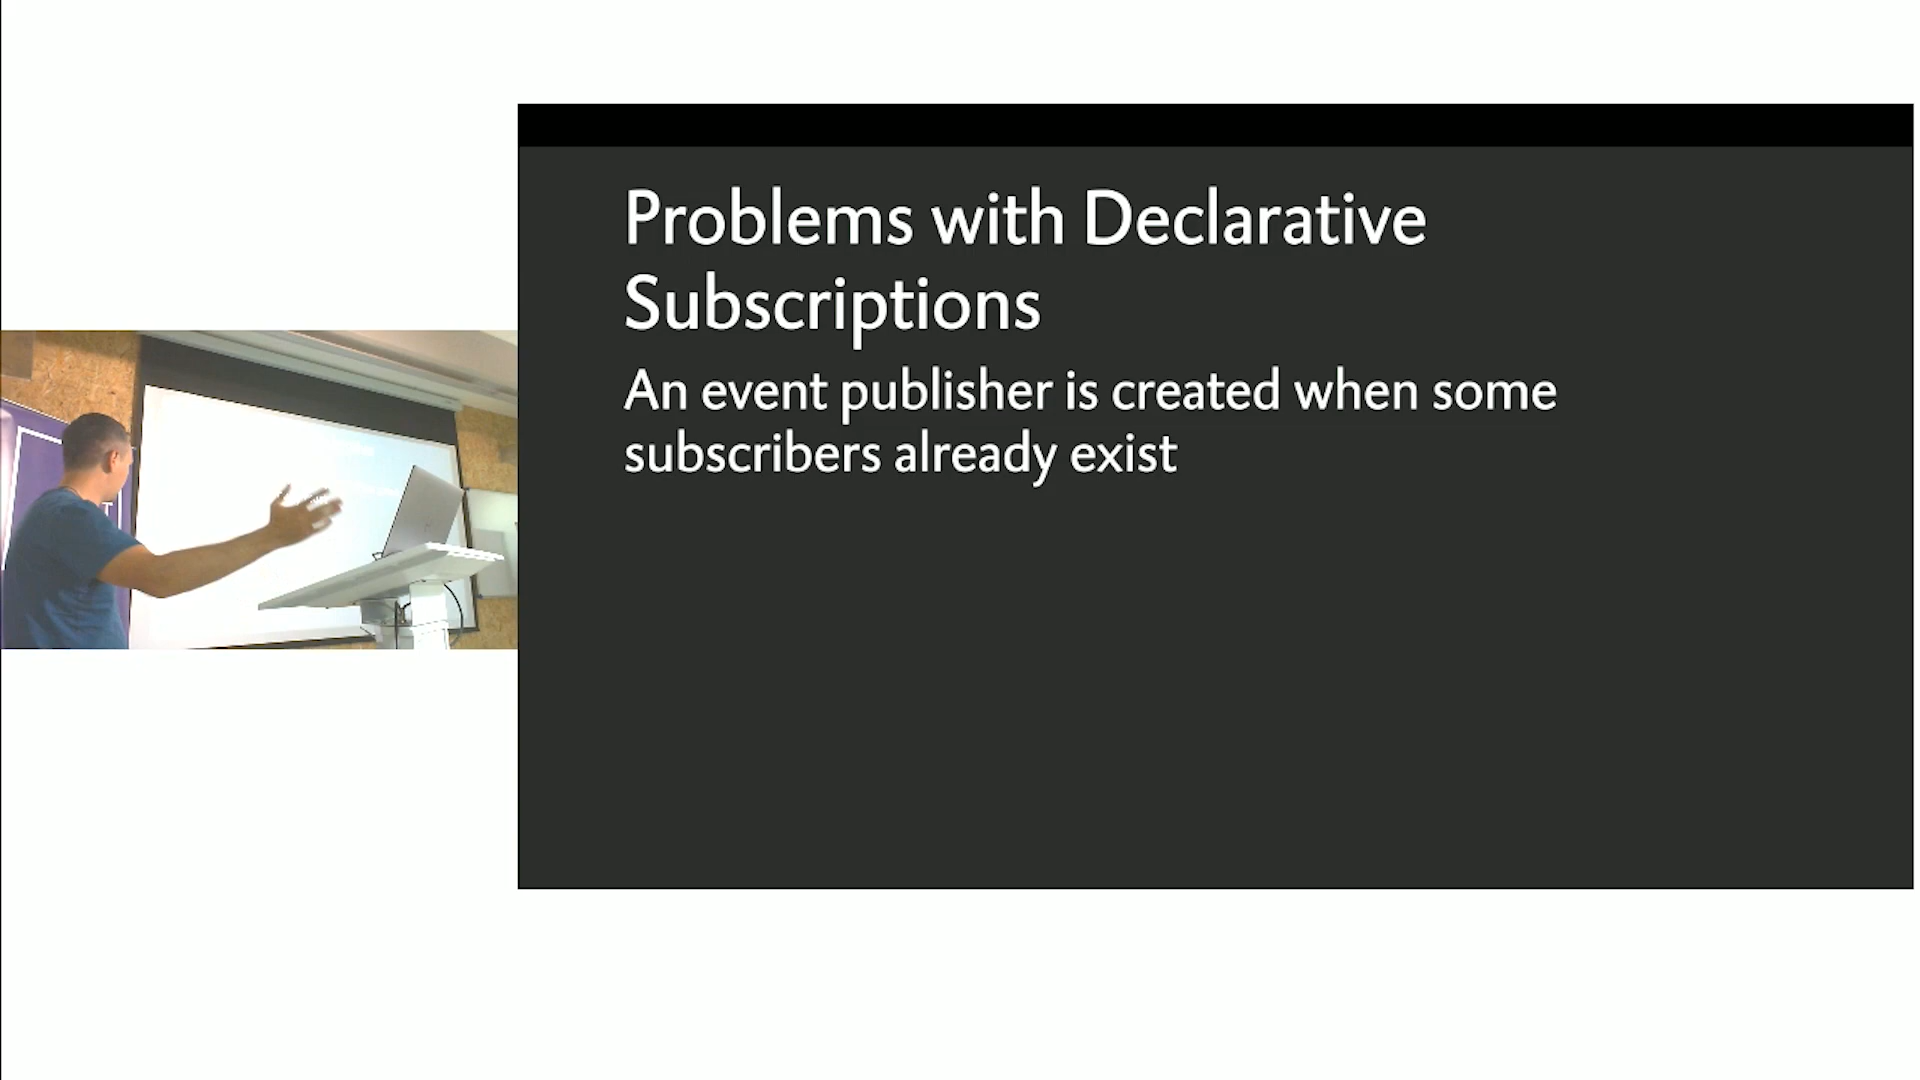 Problems with Declarative
Subscriptions
An event publisher is created when some
subscribers already exist